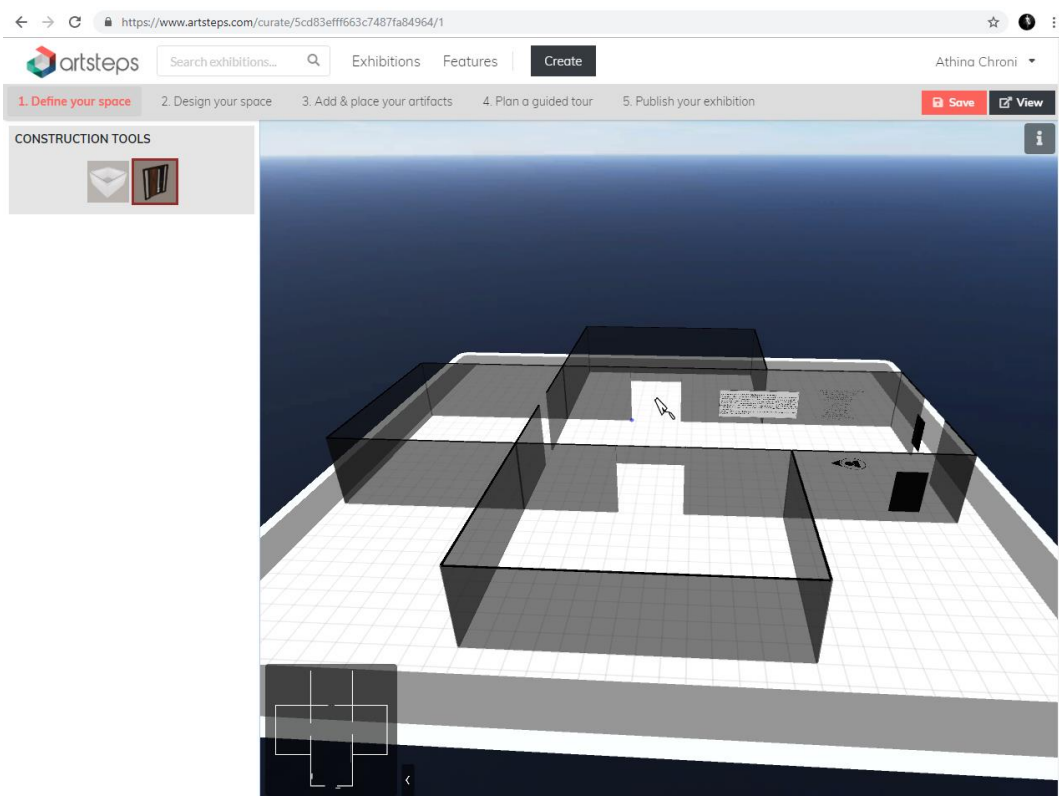 https://www.artsteps.com/curate/5cd83efff663c7487fa84964/1
artsteps Search exhibitions... Exhibitions Features Create Athina Chroni
1. Define your space 2. Design your space 3. Add & place your artifacts 4. Plan a guided tour 5. Publish your exhibition Save View
CONSTRUCTION TOOLS
i